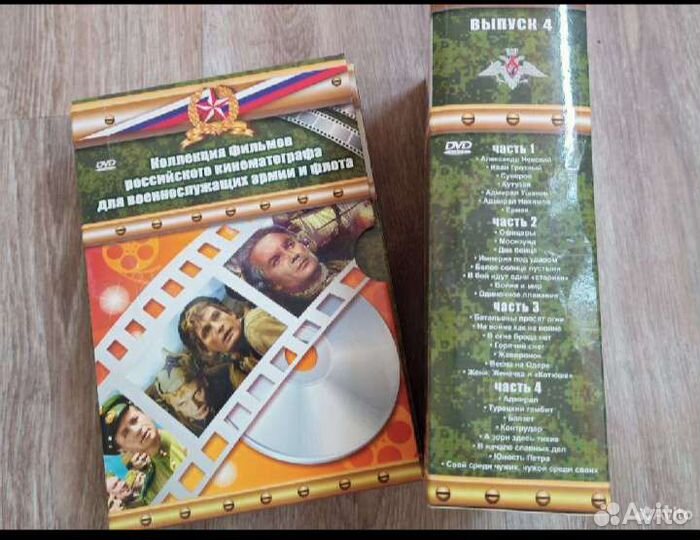 DVD
Коллекция фильмов
российского кинематографа
для военнослужащих армии и флота
ВЫПУСК 4
DVD
часть 1
• Александр Невский
• Иван Грозный
• Суворов
• Кутузов
• Адмирал Ушаков
• Адмирал Нахимов
• Ермак
часть 2
• Офицеры
• Моонзунд
• Два бойца
• Империя под ударом
• Белое солнце пустыни
• В бой идут одни «старики»
• Война и мир
• Одиночное плавание
часть 3
• Батальоны просят огня
• На войне как на войне
• В огне брода нет
• Горячий снег
• Жаворонок
• Весна на Одере
• Женя, Женечка и «Катюша»
часть 4
• Адмирал
• Турецкий гамбит
• Баязет
• Контрудар
• А зори здесь тихие
• В начале славных дел
• Юность Петра
• Свой среди чужих, чужой среди своих
Avito